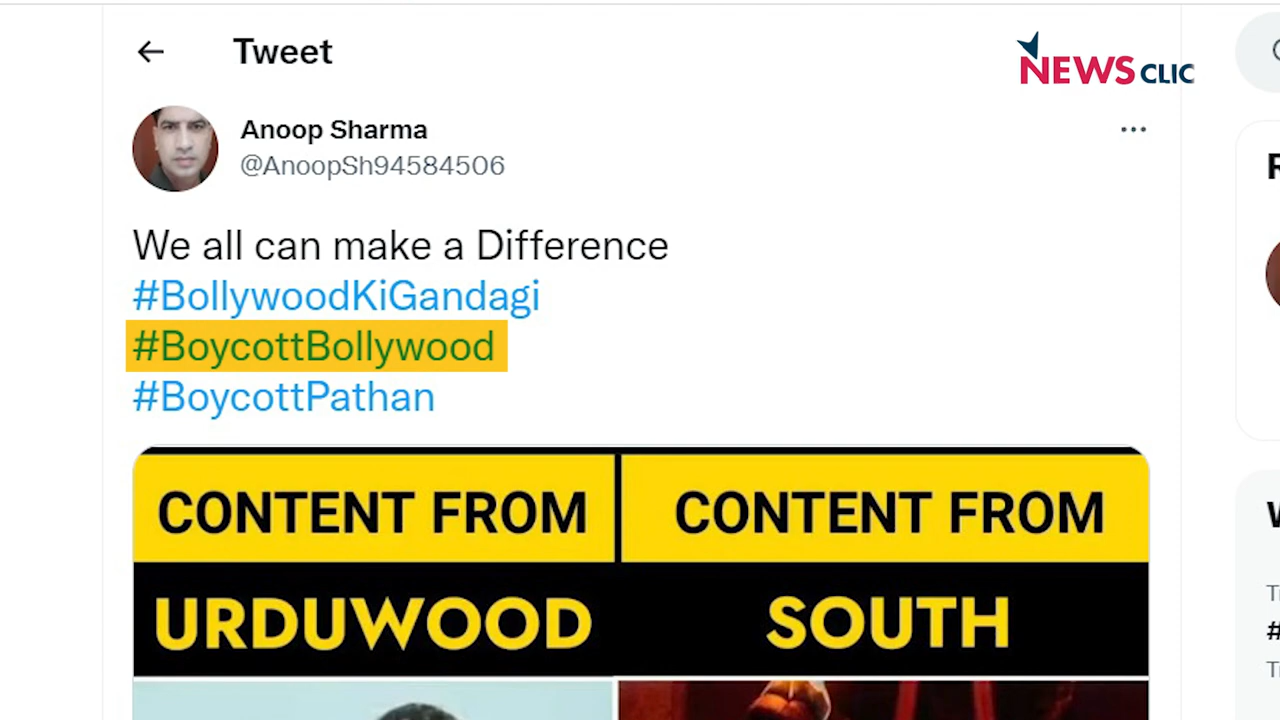 Tweet
NEWS CLIC
Anoop Sharma
@AnoopSh94584506
We all can make a Difference
#BollywoodKiGandagi
#BoycottBollywood
#BoycottPathan
CONTENT FROM
CONTENT FROM
URDUWOOD
SOUTH